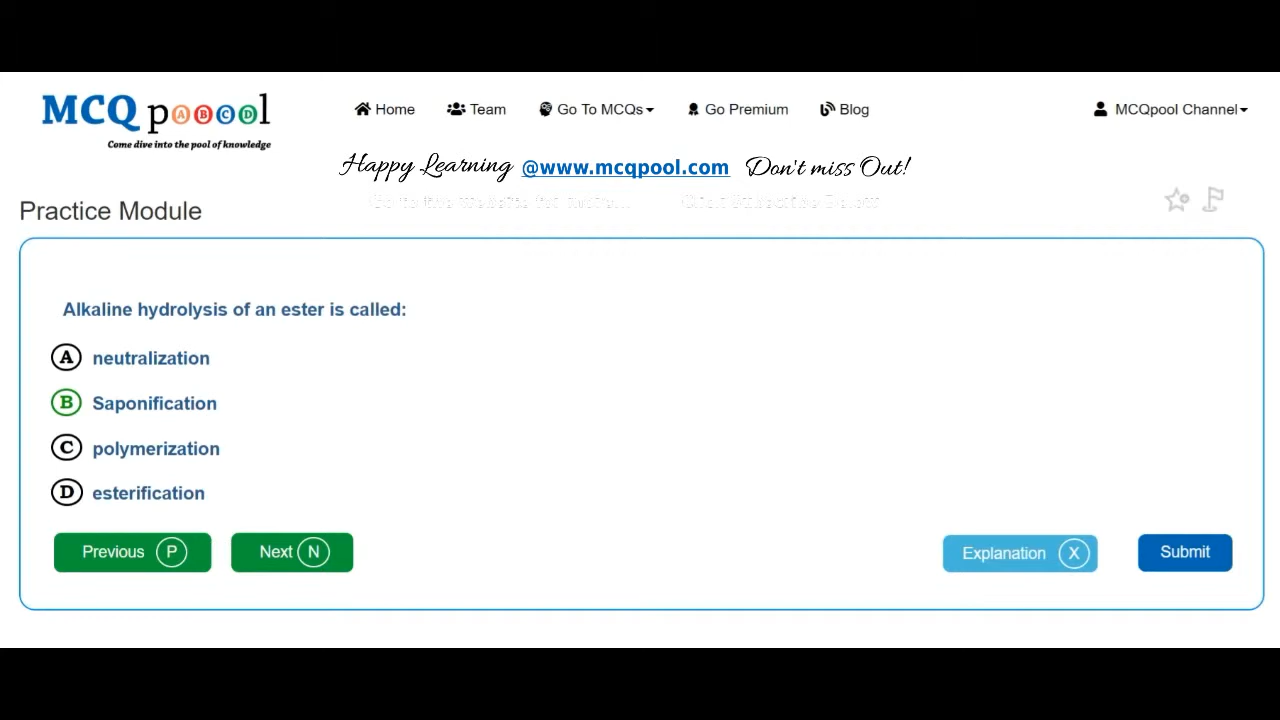 MCQ pooool
Come dive into the pool of knowledge
Home Team Go To MCQs Go Premium Blog MCQpool Channel
Happy Learning @www.mcqpool.com Don't miss Out!
Practice Module
Alkaline hydrolysis of an ester is called:
A neutralization
B Saponification
C polymerization
D esterification
Previous P Next N Explanation X Submit